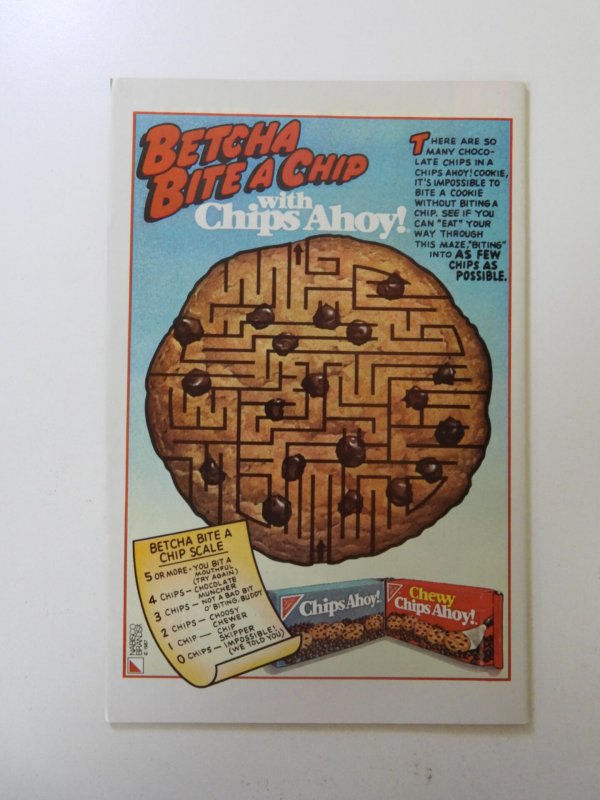 BETCHA
BITE A CHIP
with
Chips Ahoy!
THERE ARE SO
MANY CHOCO-
LATE CHIPS IN A
CHIPS AHOY! COOKIE,
IT'S IMPOSSIBLE TO
BITE A COOKIE
WITHOUT BITING A
CHIP. SEE IF YOU
CAN "EAT" YOUR
WAY THROUGH
THIS MAZE, "BITING"
INTO AS FEW
CHIPS AS
POSSIBLE.
BETCHA BITE A
CHIP SCALE
5 OR MORE - YOU BIT A
MOUTHFUL
(TRY AGAIN)
4 CHIPS - CHOCOLATE
MUNCHER
3 CHIPS - NOT A BAD BIT
O' BITING, BUDDY
2 CHIPS - CHOOSY
CHEWER
1 CHIP - CHIP
SKIPPER
0 CHIPS - IMPOSSIBLE!
(WE TOLD YOU)
Chips Ahoy!
Chewy
Chips Ahoy!
NABISCO
BRANDS